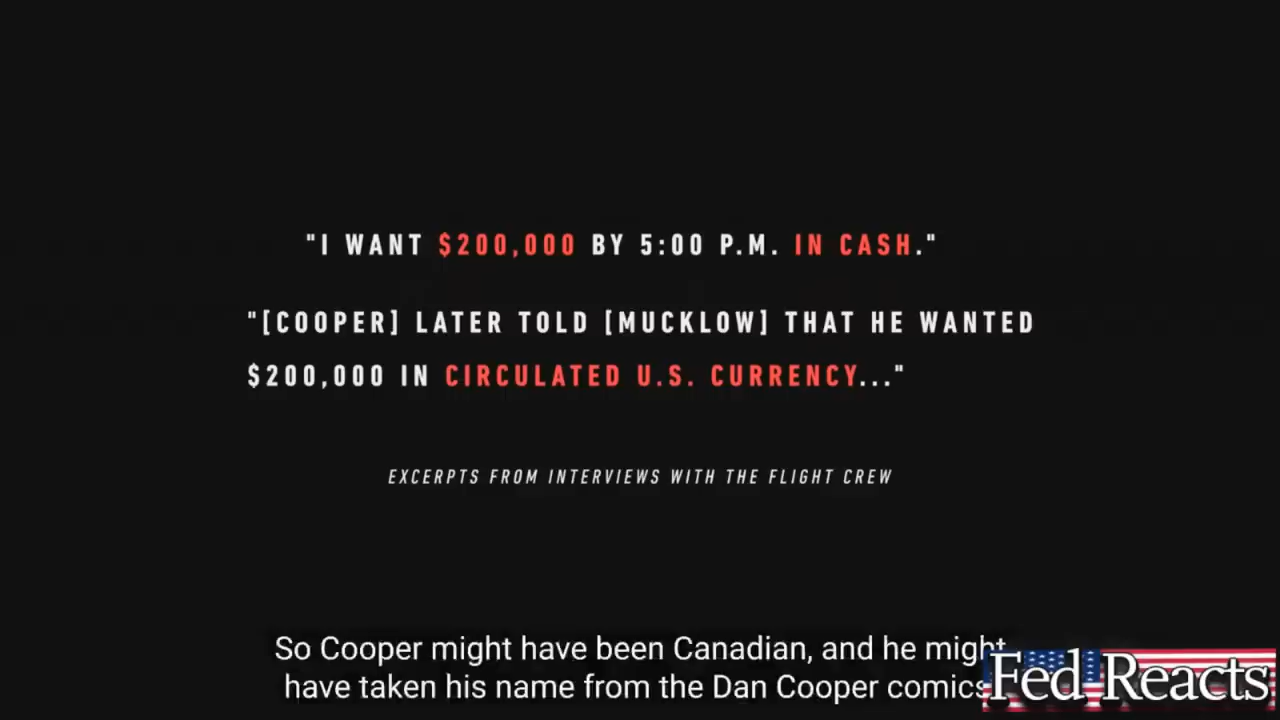 "I WANT $200,000 BY 5:00 P.M. IN CASH."
"[COOPER] LATER TOLD [MUCKLOW] THAT HE WANTED
$200,000 IN CIRCULATED U.S. CURRENCY..."
EXCERPTS FROM INTERVIEWS WITH THE FLIGHT CREW
So Cooper might have been Canadian, and he might
have taken his name from the Dan Cooper comics
Fed Reacts